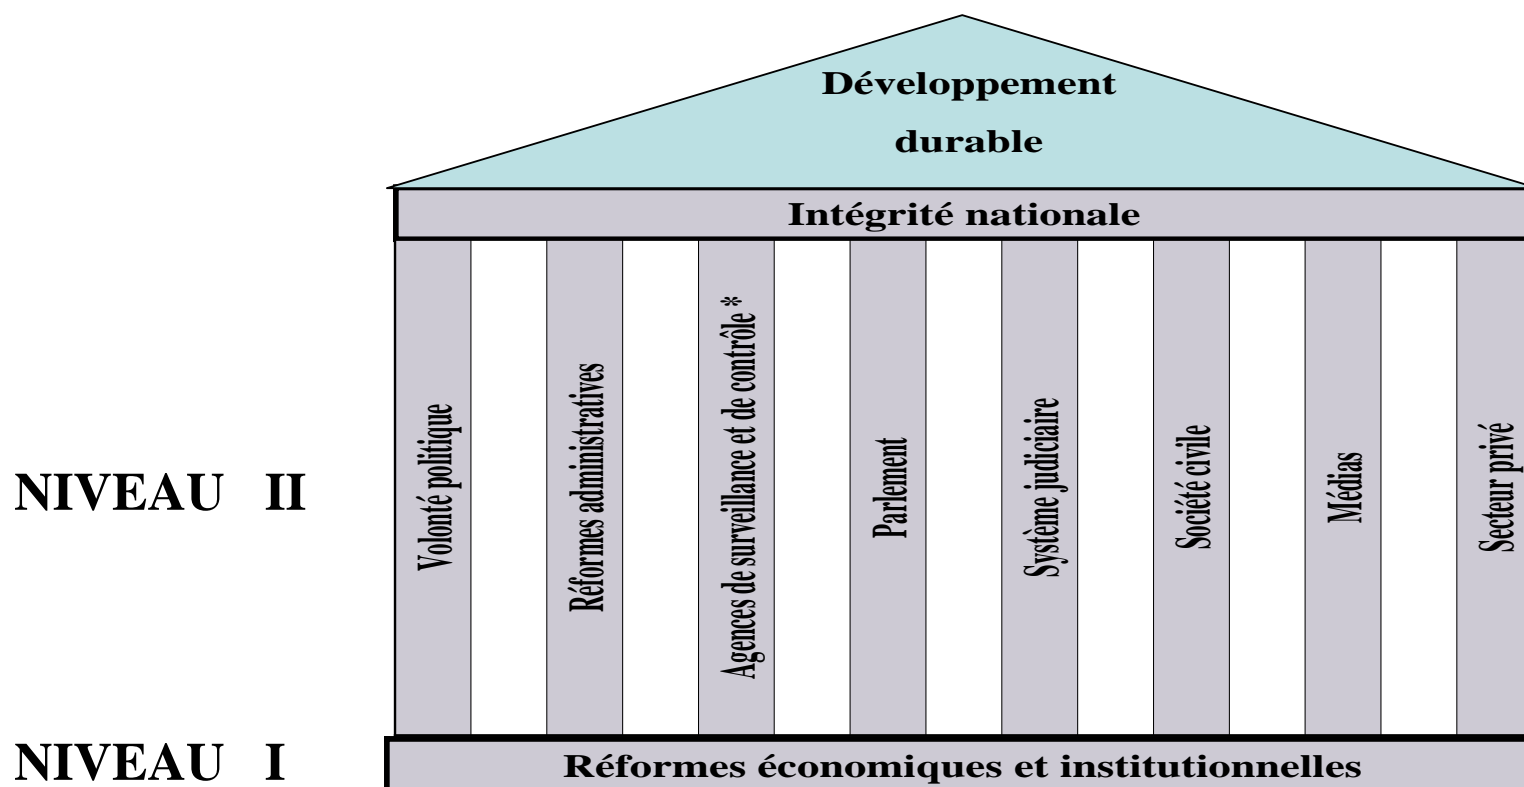 Développement
durable
Intégrité nationale
NIVEAU II
Volonté politique
Réformes administratives
Agences de surveillance et de contrôle *
Parlement
Système judiciaire
Société civile
Médias
Secteur privé
NIVEAU I
Réformes économiques et institutionnelles